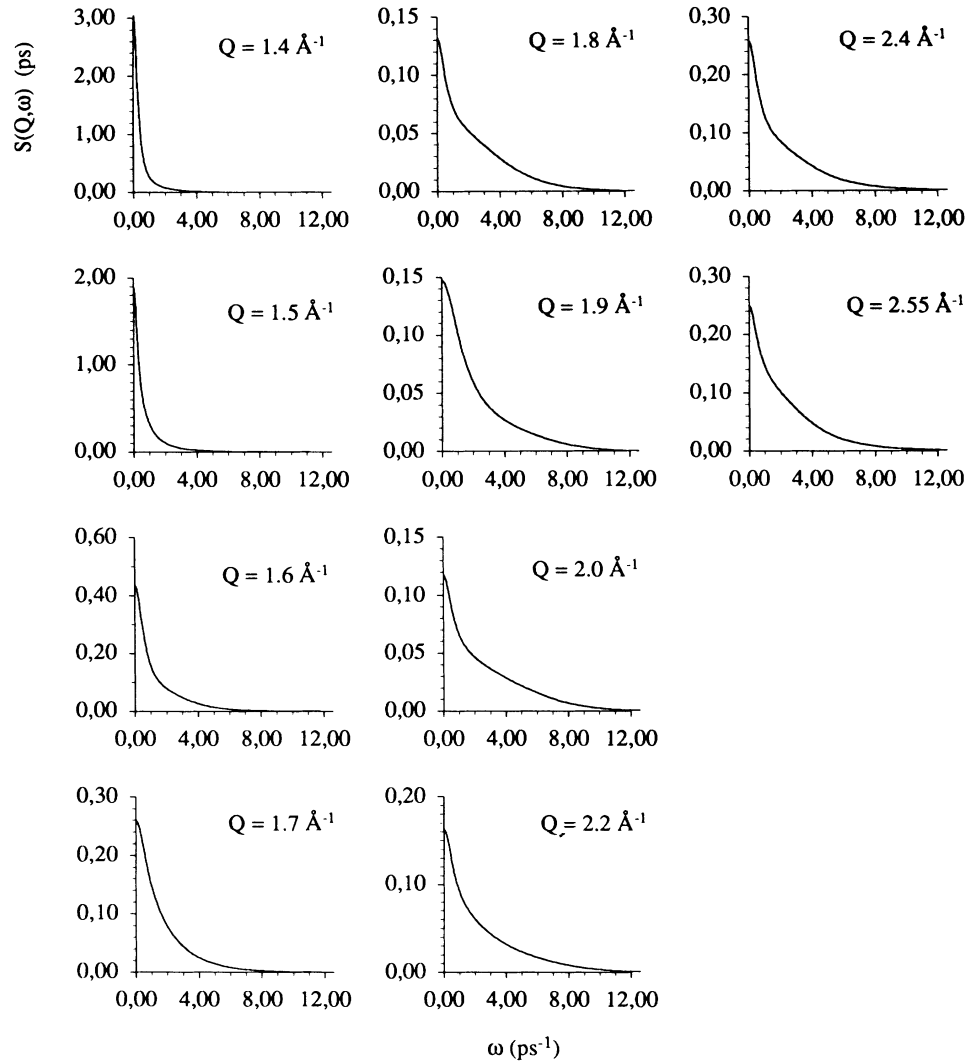 S(Q,ω) (ps)
3,00
2,00
1,00
0,00
0,00 4,00 8,00 12,00
Q = 1.4 Å-1
0,15
0,10
0,05
0,00
0,00 4,00 8,00 12,00
Q = 1.8 Å-1
0,30
0,20
0,10
0,00
0,00 4,00 8,00 12,00
Q = 2.4 Å-1
2,00
1,00
0,00
0,00 4,00 8,00 12,00
Q = 1.5 Å-1
0,15
0,10
0,05
0,00
0,00 4,00 8,00 12,00
Q = 1.9 Å-1
0,30
0,20
0,10
0,00
0,00 4,00 8,00 12,00
Q = 2.55 Å-1
0,60
0,40
0,20
0,00
0,00 4,00 8,00 12,00
Q = 1.6 Å-1
0,15
0,10
0,05
0,00
0,00 4,00 8,00 12,00
Q = 2.0 Å-1
0,30
0,20
0,10
0,00
0,00 4,00 8,00 12,00
Q = 1.7 Å-1
0,20
0,10
0,00
0,00 4,00 8,00 12,00
Q = 2.2 Å-1
ω (ps-1)